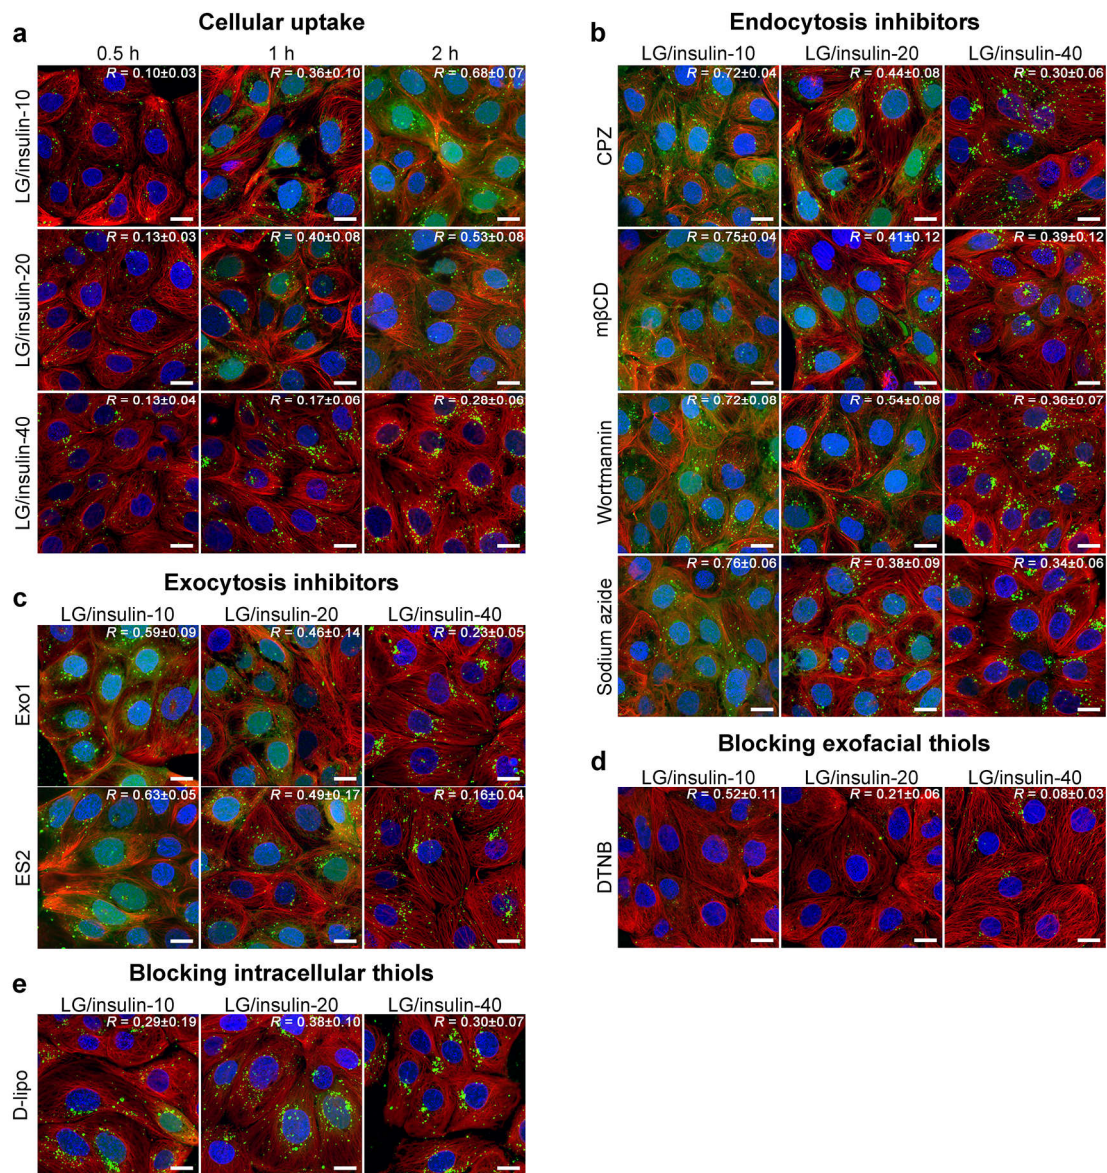 a
Cellular uptake
0.5 h 1 h 2 h
LG/insulin-10
R = 0.10±0.03 R = 0.36±0.10 R = 0.68±0.07
LG/insulin-20
R = 0.13±0.03 R = 0.40±0.08 R = 0.53±0.08
LG/insulin-40
R = 0.13±0.04 R = 0.17±0.06 R = 0.28±0.06
b
Endocytosis inhibitors
LG/insulin-10 LG/insulin-20 LG/insulin-40
CPZ
R = 0.72±0.04 R = 0.44±0.08 R = 0.30±0.06
mβCD
R = 0.75±0.04 R = 0.41±0.12 R = 0.39±0.12
Wortmannin
R = 0.72±0.08 R = 0.54±0.08 R = 0.36±0.07
Sodium azide
R = 0.76±0.06 R = 0.38±0.09 R = 0.34±0.06
c
Exocytosis inhibitors
LG/insulin-10 LG/insulin-20 LG/insulin-40
Exo1
R = 0.59±0.09 R = 0.46±0.14 R = 0.23±0.05
ES2
R = 0.63±0.05 R = 0.49±0.17 R = 0.16±0.04
d
Blocking exofacial thiols
LG/insulin-10 LG/insulin-20 LG/insulin-40
DTNB
R = 0.52±0.11 R = 0.21±0.06 R = 0.08±0.03
e
Blocking intracellular thiols
LG/insulin-10 LG/insulin-20 LG/insulin-40
D-lipo
R = 0.29±0.19 R = 0.38±0.10 R = 0.30±0.07